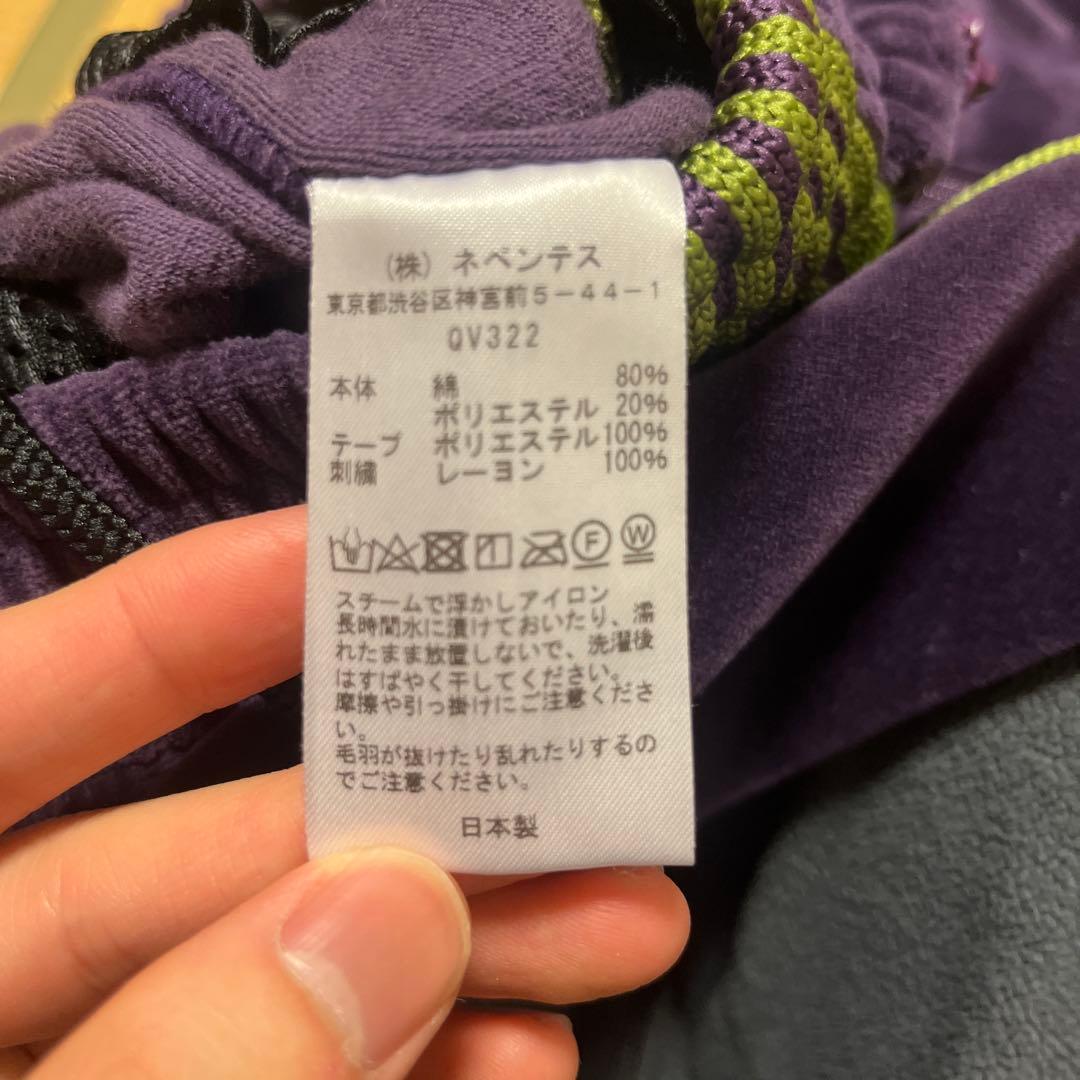 (株) ネペンテス
東京都渋谷区神宮前5-44-1
QV322
本体 綿 80%
ポリエステル 20%
テープ ポリエステル 100%
刺繍 レーヨン 100%
F W
スチームで浮かしアイロン
長時間水に漬けておいたり、濡
れたまま放置しないで、洗濯後
はすばやく干してください。
摩擦や引っ掛けにご注意くださ
い。
毛羽が抜けたり乱れたりするの
でご注意ください。
日本製